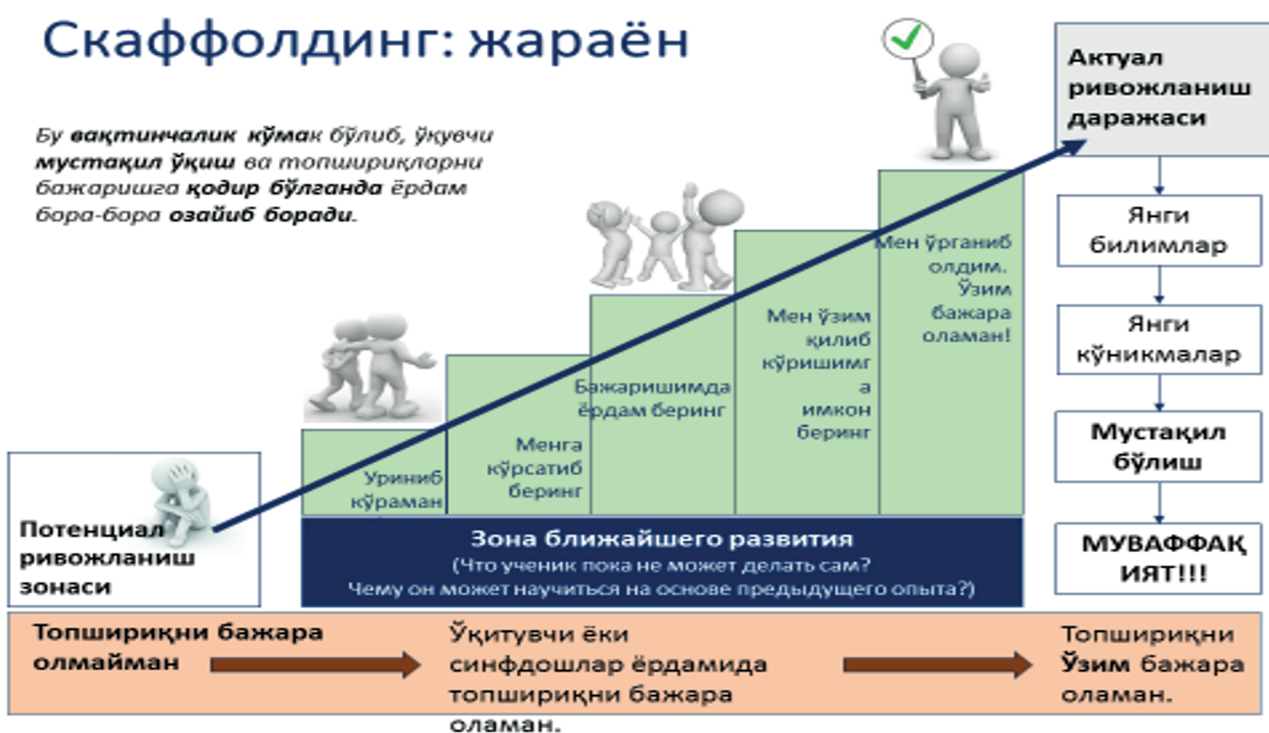 Скаффолдинг: жараён
Бу вақтинчалик кўмак бўлиб, ўқувчи
мустақил ўқиш ва топшириқларни
бажаришга қодир бўлганда ёрдам
бора-бора озайиб боради.
Потенциал
ривожланиш
зонаси
Уриниб
кўраман
Менга
кўрсатиб
беринг
Бажаришимда
ёрдам беринг
Мен ўзим
қилиб
кўришимг
а
имкон
беринг
Мен ўрганиб
олдим.
Ўзим
бажара
оламан!
Зона ближайшего развития
(Что ученик пока не может делать сам?
Чему он может научиться на основе предыдущего опыта?)
Актуал
ривожланиш
даражаси
Янги
билимлар
Янги
кўникмалар
Мустақил
бўлиш
МУВАФФАҚ
ИЯТ!!!
Топшириқни бажара
олмайман
Ўқитувчи ёки
синфдошлар ёрдамида
топшириқни бажара
оламан.
Топшириқни
Ўзим бажара
оламан.